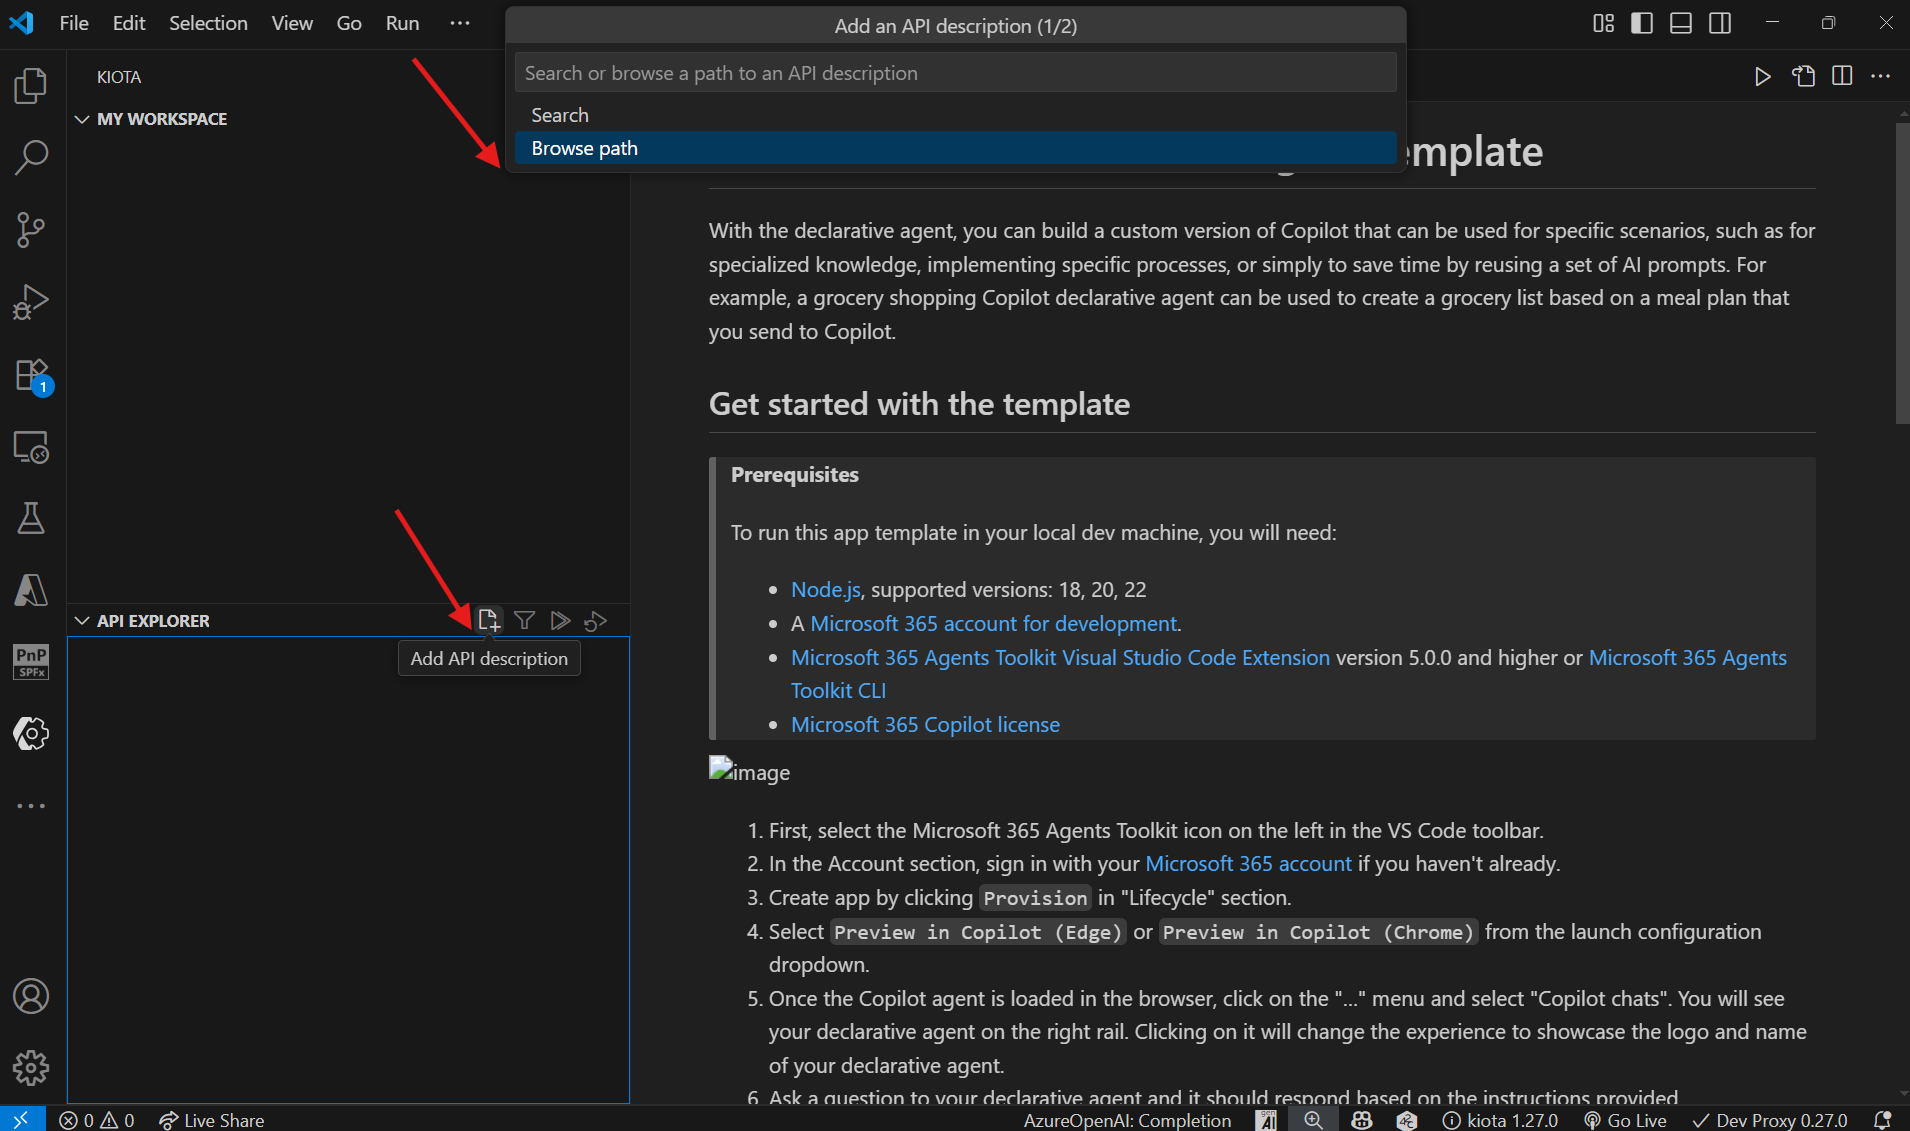 File Edit Selection View Go Run ···
Add an API description (1/2)
Search or browse a path to an API description
Search
Browse path
KIOTA
MY WORKSPACE
1
PnP
SPFx
API EXPLORER
Add API description
emplate
With the declarative agent, you can build a custom version of Copilot that can be used for specific scenarios, such as for
specialized knowledge, implementing specific processes, or simply to save time by reusing a set of AI prompts. For
example, a grocery shopping Copilot declarative agent can be used to create a grocery list based on a meal plan that
you send to Copilot.
Get started with the template
Prerequisites
To run this app template in your local dev machine, you will need:
• Node.js, supported versions: 18, 20, 22
• A Microsoft 365 account for development.
• Microsoft 365 Agents Toolkit Visual Studio Code Extension version 5.0.0 and higher or Microsoft 365 Agents
Toolkit CLI
• Microsoft 365 Copilot license
image
1. First, select the Microsoft 365 Agents Toolkit icon on the left in the VS Code toolbar.
2. In the Account section, sign in with your Microsoft 365 account if you haven't already.
3. Create app by clicking Provision in "Lifecycle" section.
4. Select Preview in Copilot (Edge) or Preview in Copilot (Chrome) from the launch configuration
dropdown.
5. Once the Copilot agent is loaded in the browser, click on the "..." menu and select "Copilot chats". You will see
your declarative agent on the right rail. Clicking on it will change the experience to showcase the logo and name
of your declarative agent.
6. Ask a question to your declarative agent and it should respond based on the instructions provided
0 0 Live Share AzureOpenAI: Completion kiota 1.27.0 Go Live Dev Proxy 0.27.0